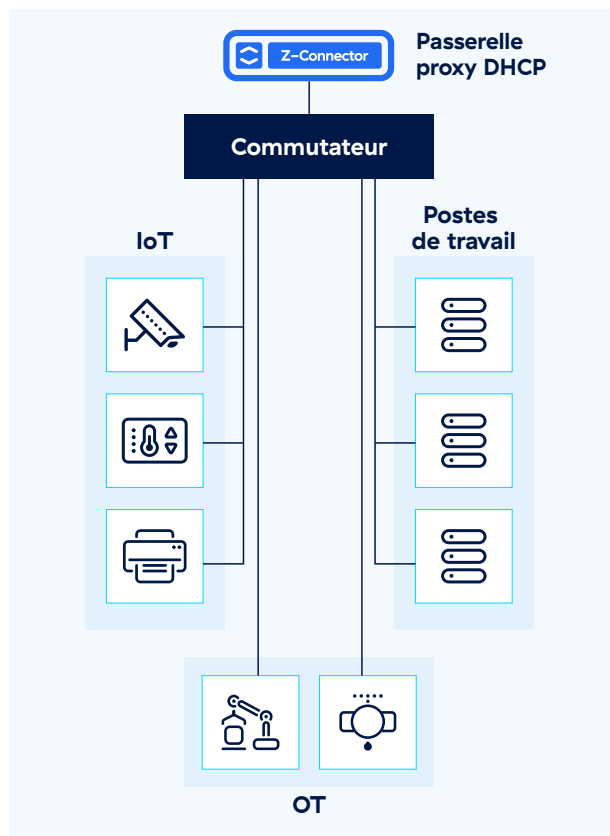 Z-Connector
Passerelle
proxy DHCP
Commutateur
IoT
Postes
de travail
OT